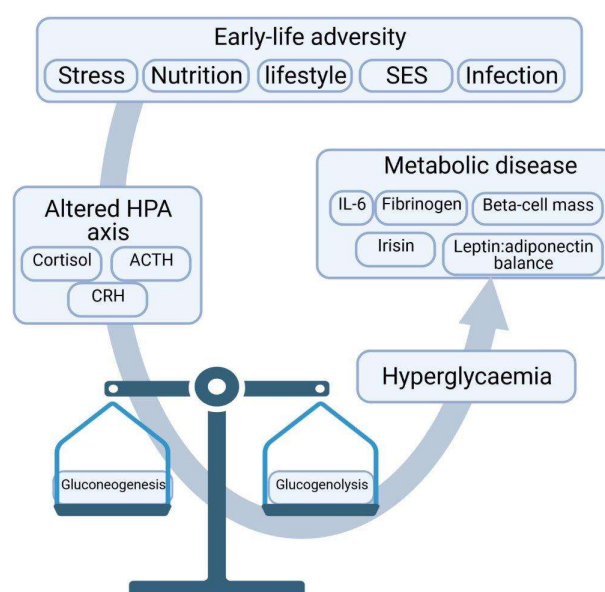 Early-life adversity
Stress Nutrition lifestyle SES Infection
Metabolic disease
IL-6 Fibrinogen Beta-cell mass
Irisin Leptin:adiponectin
balance
Altered HPA
axis
Cortisol ACTH
CRH
Hyperglycaemia
Gluconeogenesis Glucogenolysis